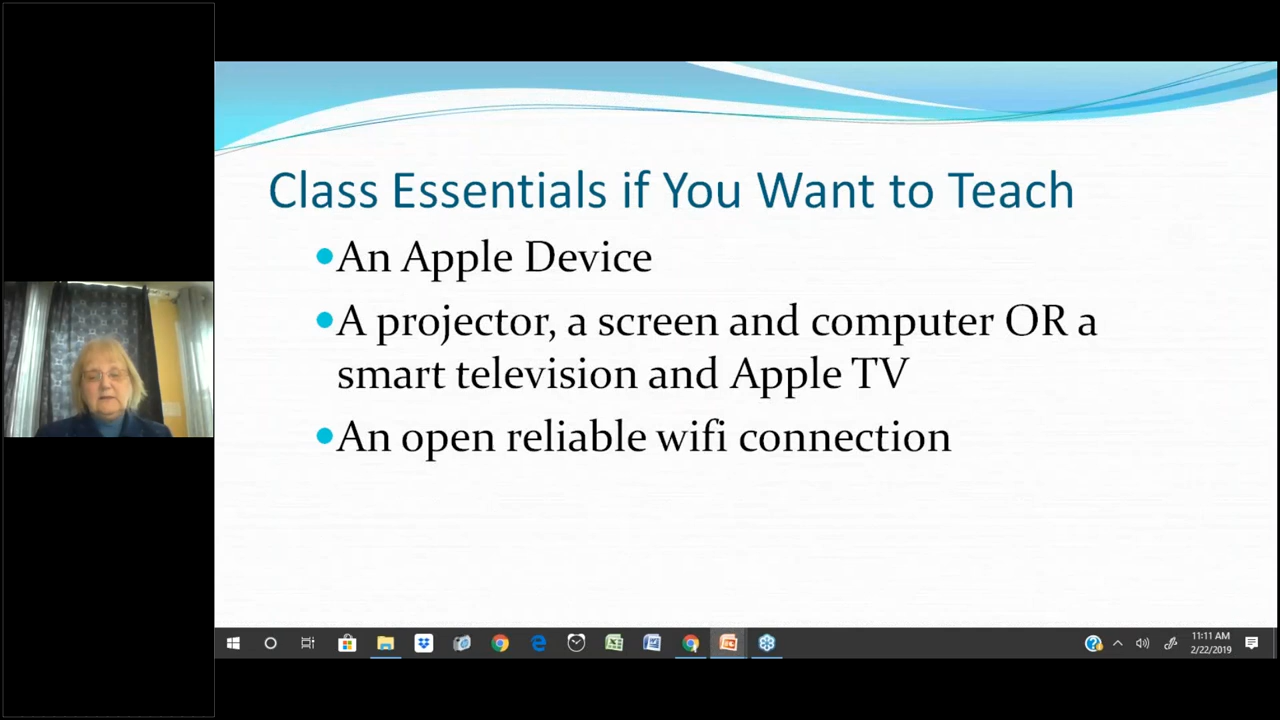 Class Essentials if You Want to Teach
An Apple Device
A projector, a screen and computer OR a
smart television and Apple TV
An open reliable wifi connection
11:11 AM
2/22/2019